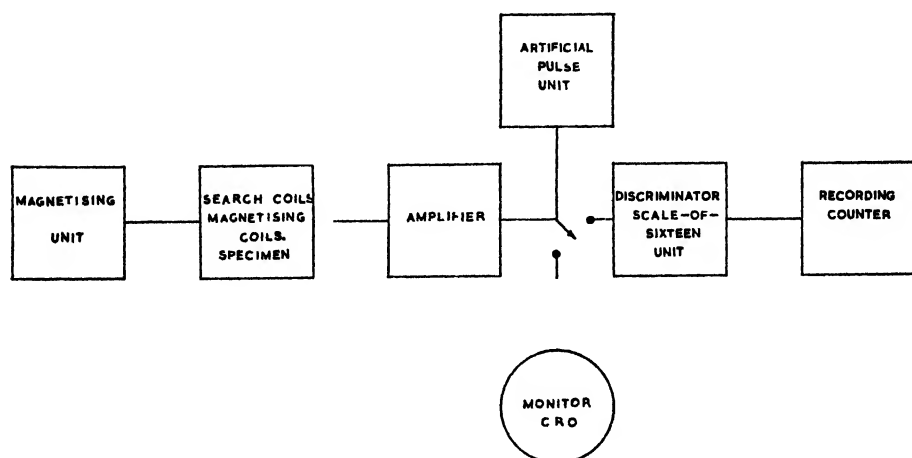 ARTIFICIAL
PULSE
UNIT
MAGNETISING
UNIT
SEARCH COILS
MAGNETISING
COILS.
SPECIMEN
AMPLIFIER
DISCRIMINATOR
SCALE-OF-
SIXTEEN
UNIT
RECORDING
COUNTER
MONITOR
CRO